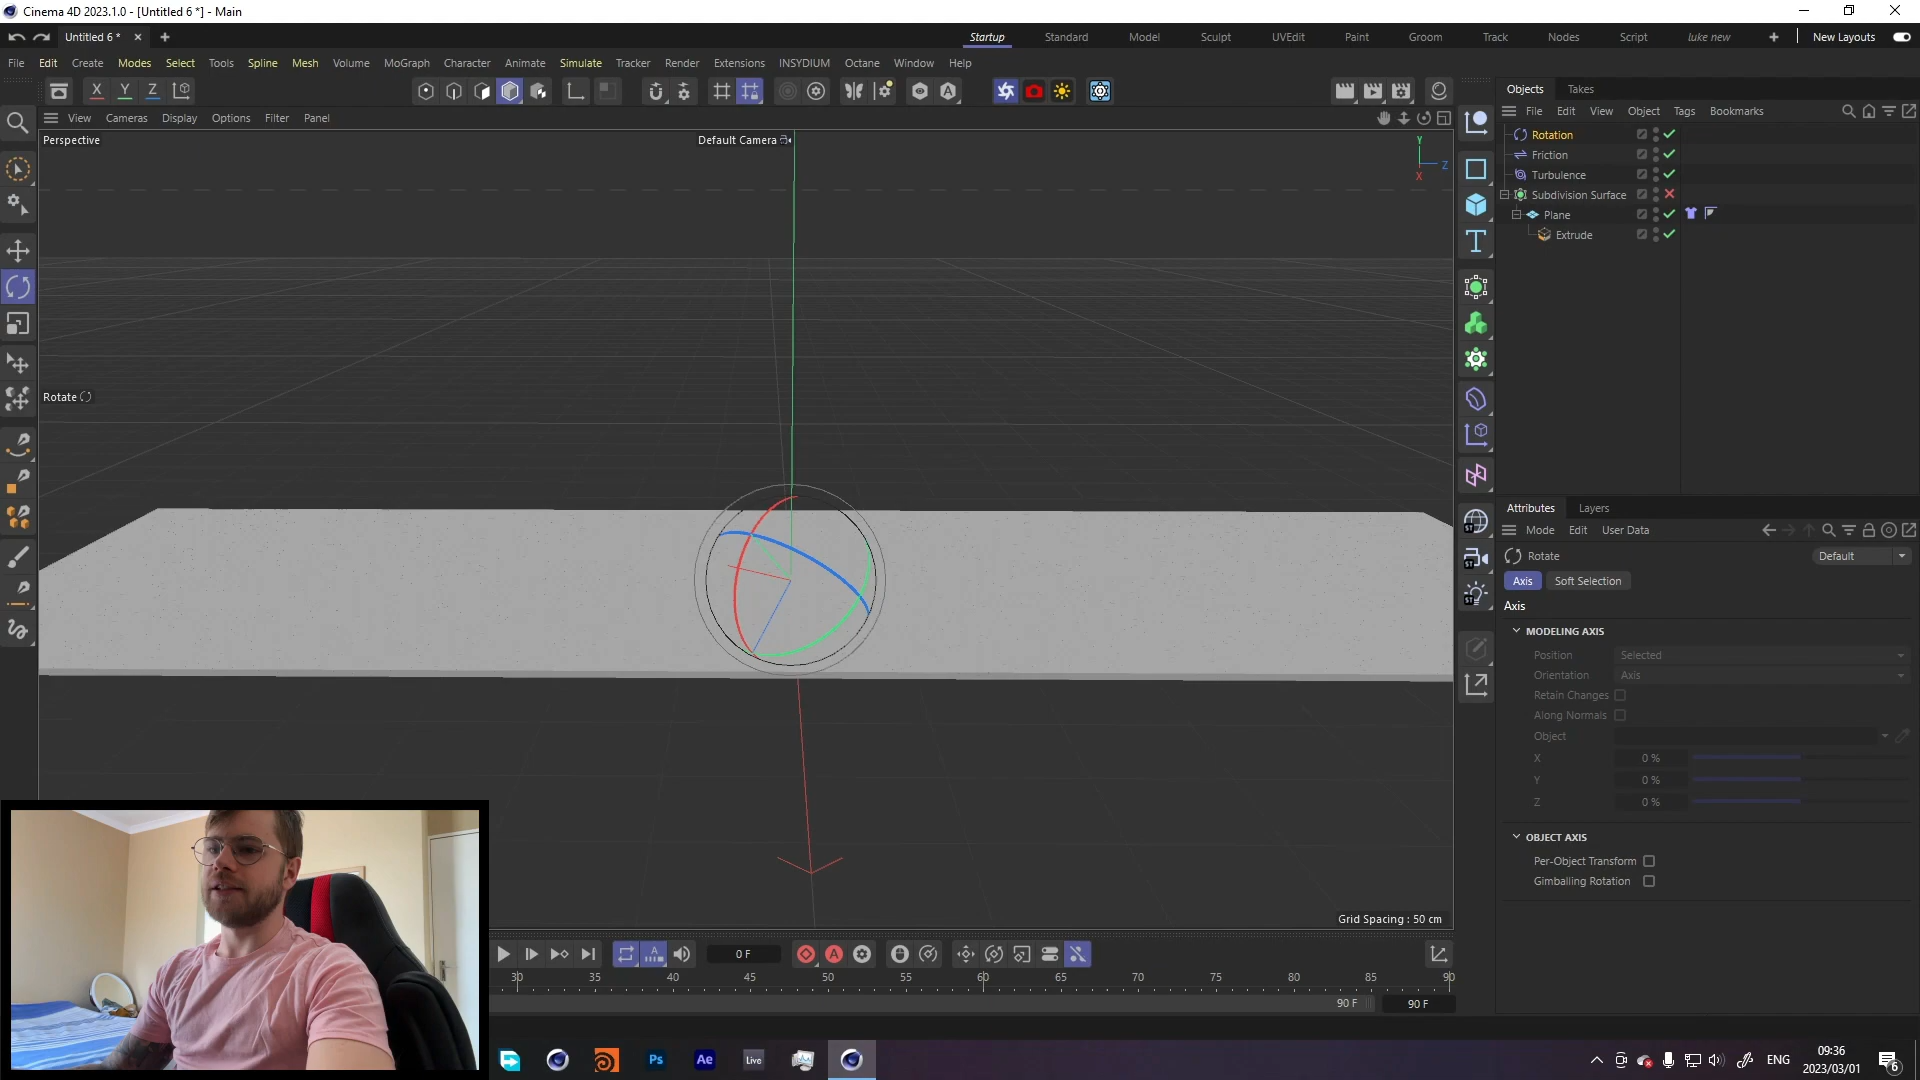 Cinema 4D 2023.1.0 - [Untitled 6 *] - Main
Untitled 6 *
Startup Standard Model Sculpt UVEdit Paint Groom Track Nodes Script luke new New Layouts
File Edit Create Modes Select Tools Spline Mesh Volume MoGraph Character Animate Simulate Tracker Render Extensions INSYDIUM Octane Window Help
X Y Z
View Cameras Display Options Filter Panel
Perspective
Default Camera
Y
Z
X
Rotate
Grid Spacing : 50 cm
Objects Takes
File Edit View Object Tags Bookmarks
Rotation
Friction
Turbulence
Subdivision Surface
Plane
Extrude
Attributes Layers
Mode Edit User Data
Rotate Default
Axis Soft Selection
Axis
MODELING AXIS
Position Selected
Orientation Axis
Retain Changes
Along Normals
Object
X 0 %
Y 0 %
Z 0 %
OBJECT AXIS
Per-Object Transform
Gimballing Rotation
0 F
30 35 40 45 50 55 60 65 70 75 80 85 90
90 F 90 F
Ps Ae Live
ENG
09:36
2023/03/01
6